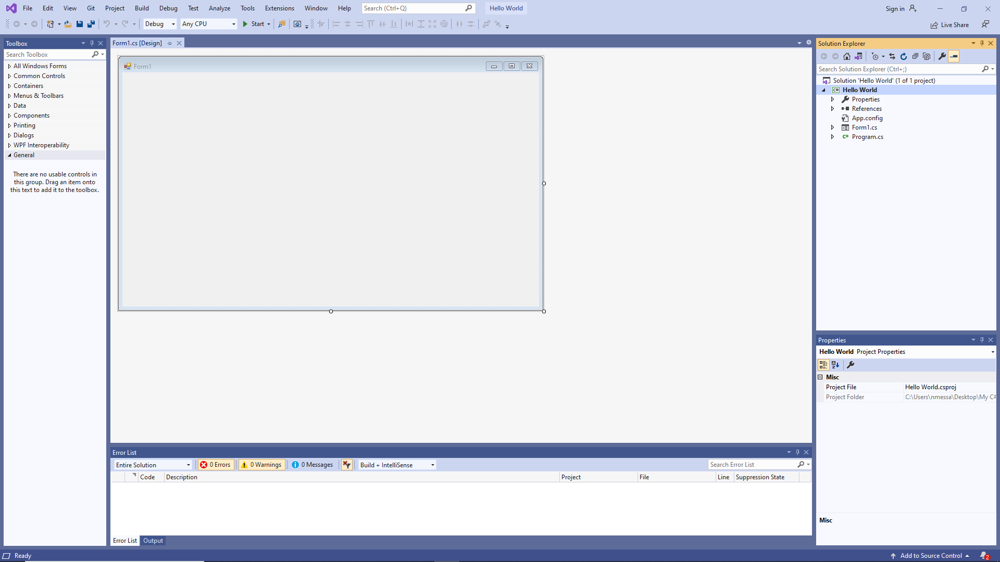 File Edit View Git Project Build Debug Test Analyze Tools Extensions Window Help Search (Ctrl+Q) Hello World Sign in
Debug Any CPU Start Live Share
Toolbox
Search Toolbox
All Windows Forms
Common Controls
Containers
Menus & Toolbars
Data
Components
Printing
Dialogs
WPF Interoperability
General
There are no usable controls in
this group. Drag an item onto
this text to add it to the toolbox.
Form1.cs [Design]
Form1
Solution Explorer
Search Solution Explorer (Ctrl+;)
Solution 'Hello World' (1 of 1 project)
C# Hello World
Properties
References
App.config
Form1.cs
C# Program.cs
Properties
Hello World Project Properties
Misc
Project File Hello World.csproj
Project Folder C:\Users\nmessa\Desktop\My C#
Misc
Error List
Entire Solution 0 Errors 0 Warnings 0 Messages Build + IntelliSense Search Error List
Code Description Project File Line Suppression State
Error List Output
Ready Add to Source Control 2